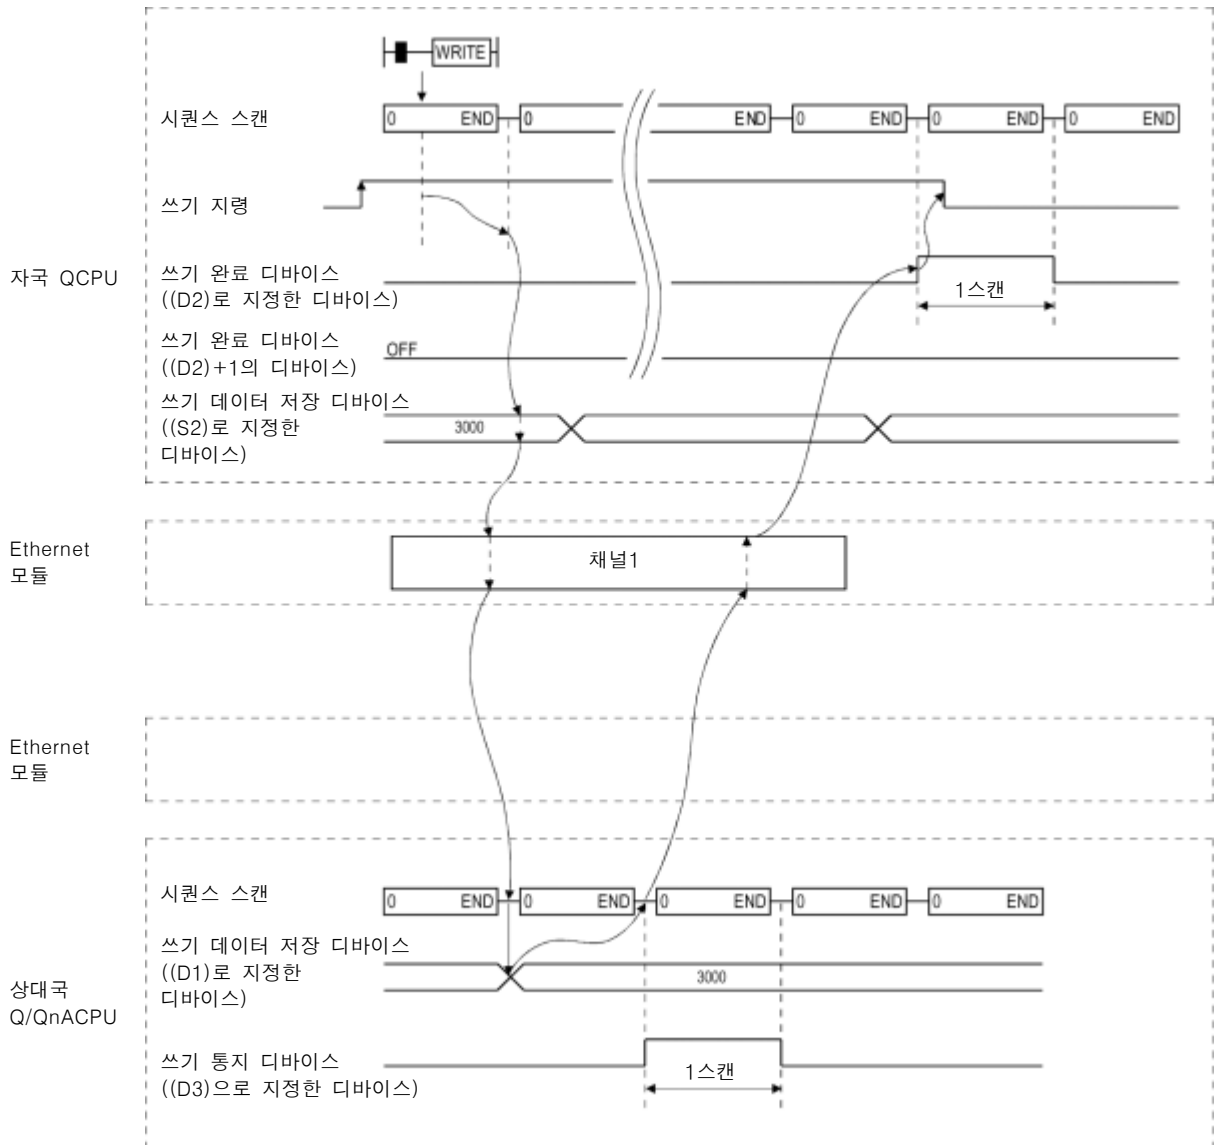 WRITE
시퀀스 스캔
0 END 0 END 0 END 0 END 0 END
쓰기 지령
자국 QCPU
쓰기 완료 디바이스
((D2)로 지정한 디바이스)
1스캔
쓰기 완료 디바이스
((D2)+1의 디바이스)
OFF
쓰기 데이터 저장 디바이스
((S2)로 지정한
디바이스)
3000
Ethernet
모듈
채널1
Ethernet
모듈
시퀀스 스캔
0 END 0 END 0 END 0 END 0 END
쓰기 데이터 저장 디바이스
((D1)로 지정한
디바이스)
3000
상대국
Q/QnACPU
쓰기 통지 디바이스
((D3)으로 지정한 디바이스)
1스캔